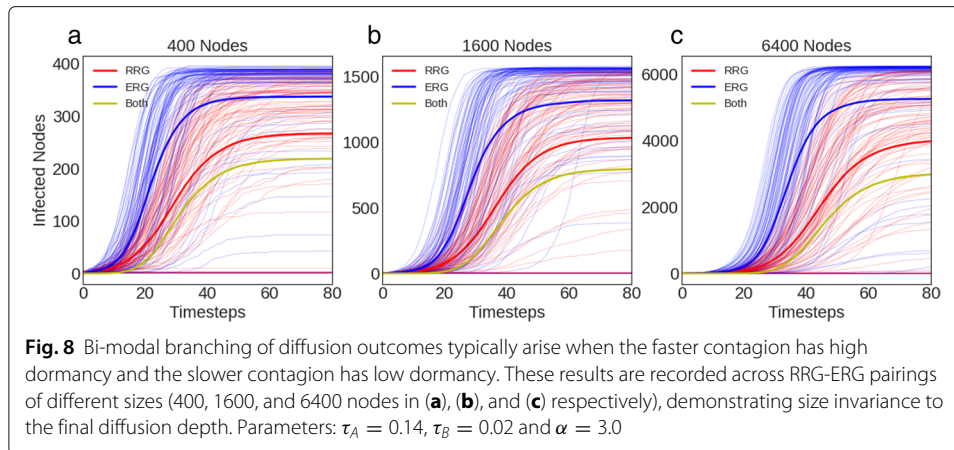 a
400 Nodes
400
300
200
100
0
Infected Nodes
RRG
ERG
Both
0 20 40 60 80
Timesteps
b
1600 Nodes
1500
1000
500
0
RRG
ERG
Both
0 20 40 60 80
Timesteps
c
6400 Nodes
6000
4000
2000
0
RRG
ERG
Both
0 20 40 60 80
Timesteps
Fig. 8 Bi-modal branching of diffusion outcomes typically arise when the faster contagion has high
dormancy and the slower contagion has low dormancy. These results are recorded across RRG-ERG pairings
of different sizes (400, 1600, and 6400 nodes in (a), (b), and (c) respectively), demonstrating size invariance to
the final diffusion depth. Parameters: τA = 0.14, τB = 0.02 and α = 3.0